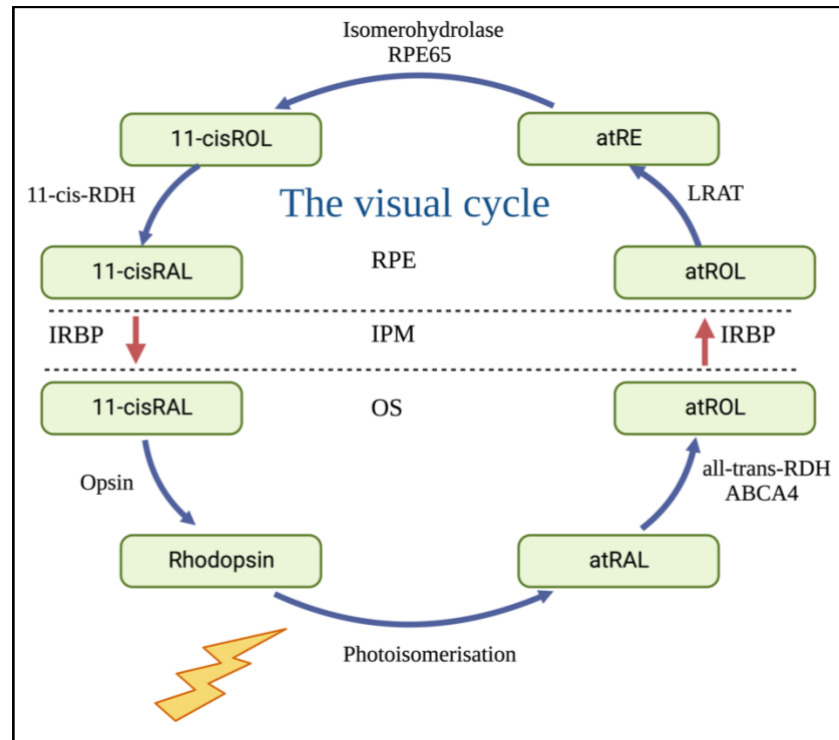 Isomerohydrolase
RPE65
11-cisROL
atRE
11-cis-RDH
The visual cycle
LRAT
11-cisRAL
RPE
atROL
IRBP
IPM
IRBP
11-cisRAL
OS
atROL
Opsin
all-trans-RDH
ABCA4
Rhodopsin
atRAL
Photoisomerisation